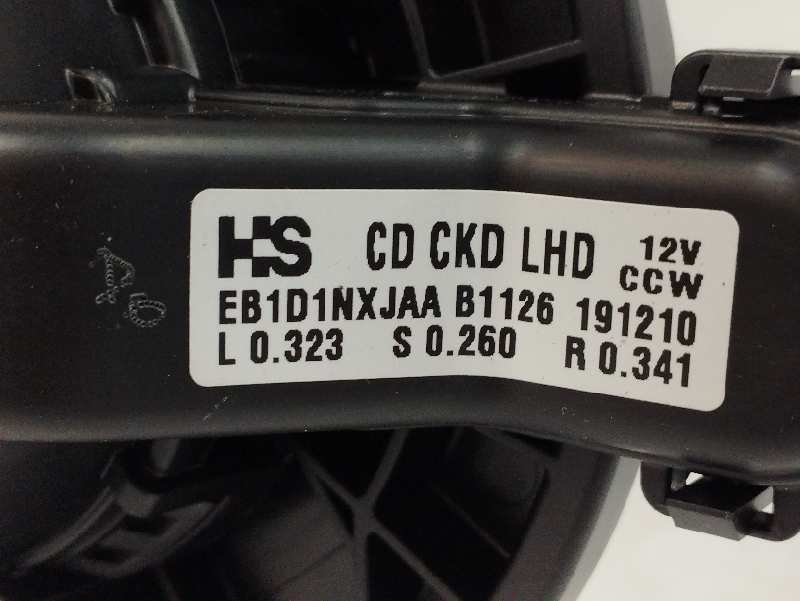 HS CD CKD LHD 12V CCW
EB1D1NXJAA B1126 191210
L 0.323 S 0.260 R 0.341